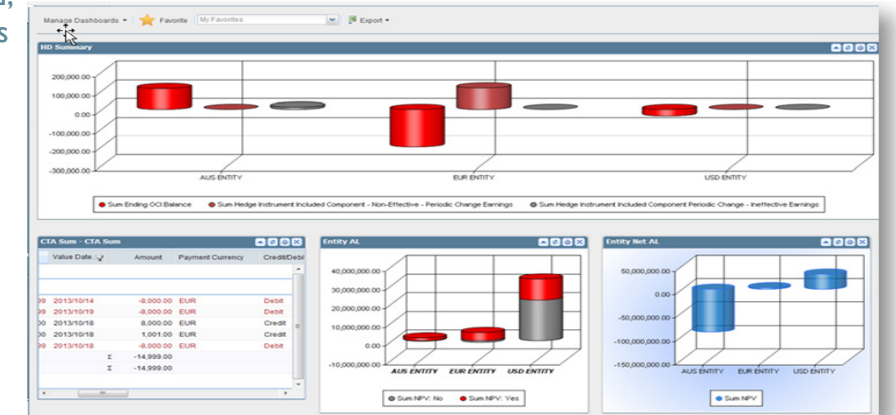 d,
s
Manage Dashboards
Favorite
My Favorites
Export
HD Summary
200,000.00
100,000.00
0.00
-100,000.00
-200,000.00
-300,000.00
AUS ENTITY EUR ENTITY USD ENTITY
Sum Ending OCI Balance Sum Hedge Instrument Included Component - Non-Effective - Periodic Change Earnings Sum Hedge Instrument Included Component Periodic Change - Ineffective Earnings
CTA Sum - CTA Sum
Value Date. Amount Payment Currency Credit/Debi
99 2013/10/14 -8,000.00 EUR Debit
99 2013/10/19 -8,000.00 EUR Debit
00 2013/10/18 8,000.00 EUR Credit
00 2013/10/18 1,001.00 EUR Credit
99 2013/10/18 -8,000.00 EUR Debit
Σ -14,999.00
Σ -14,999.00
Entity AL
40,000,000.00
30,000,000.00
20,000,000.00
10,000,000.00
0.00
-10,000,000.00
AUS ENTITY EUR ENTITY USD ENTITY
Sum NPV: No Sum NPV: Yes
Entity Net AL
50,000,000.00
0.00
-50,000,000.00
-100,000,000.00
-150,000,000.00
AUS ENTITY EUR ENTITY USD ENTITY
Sum NPV